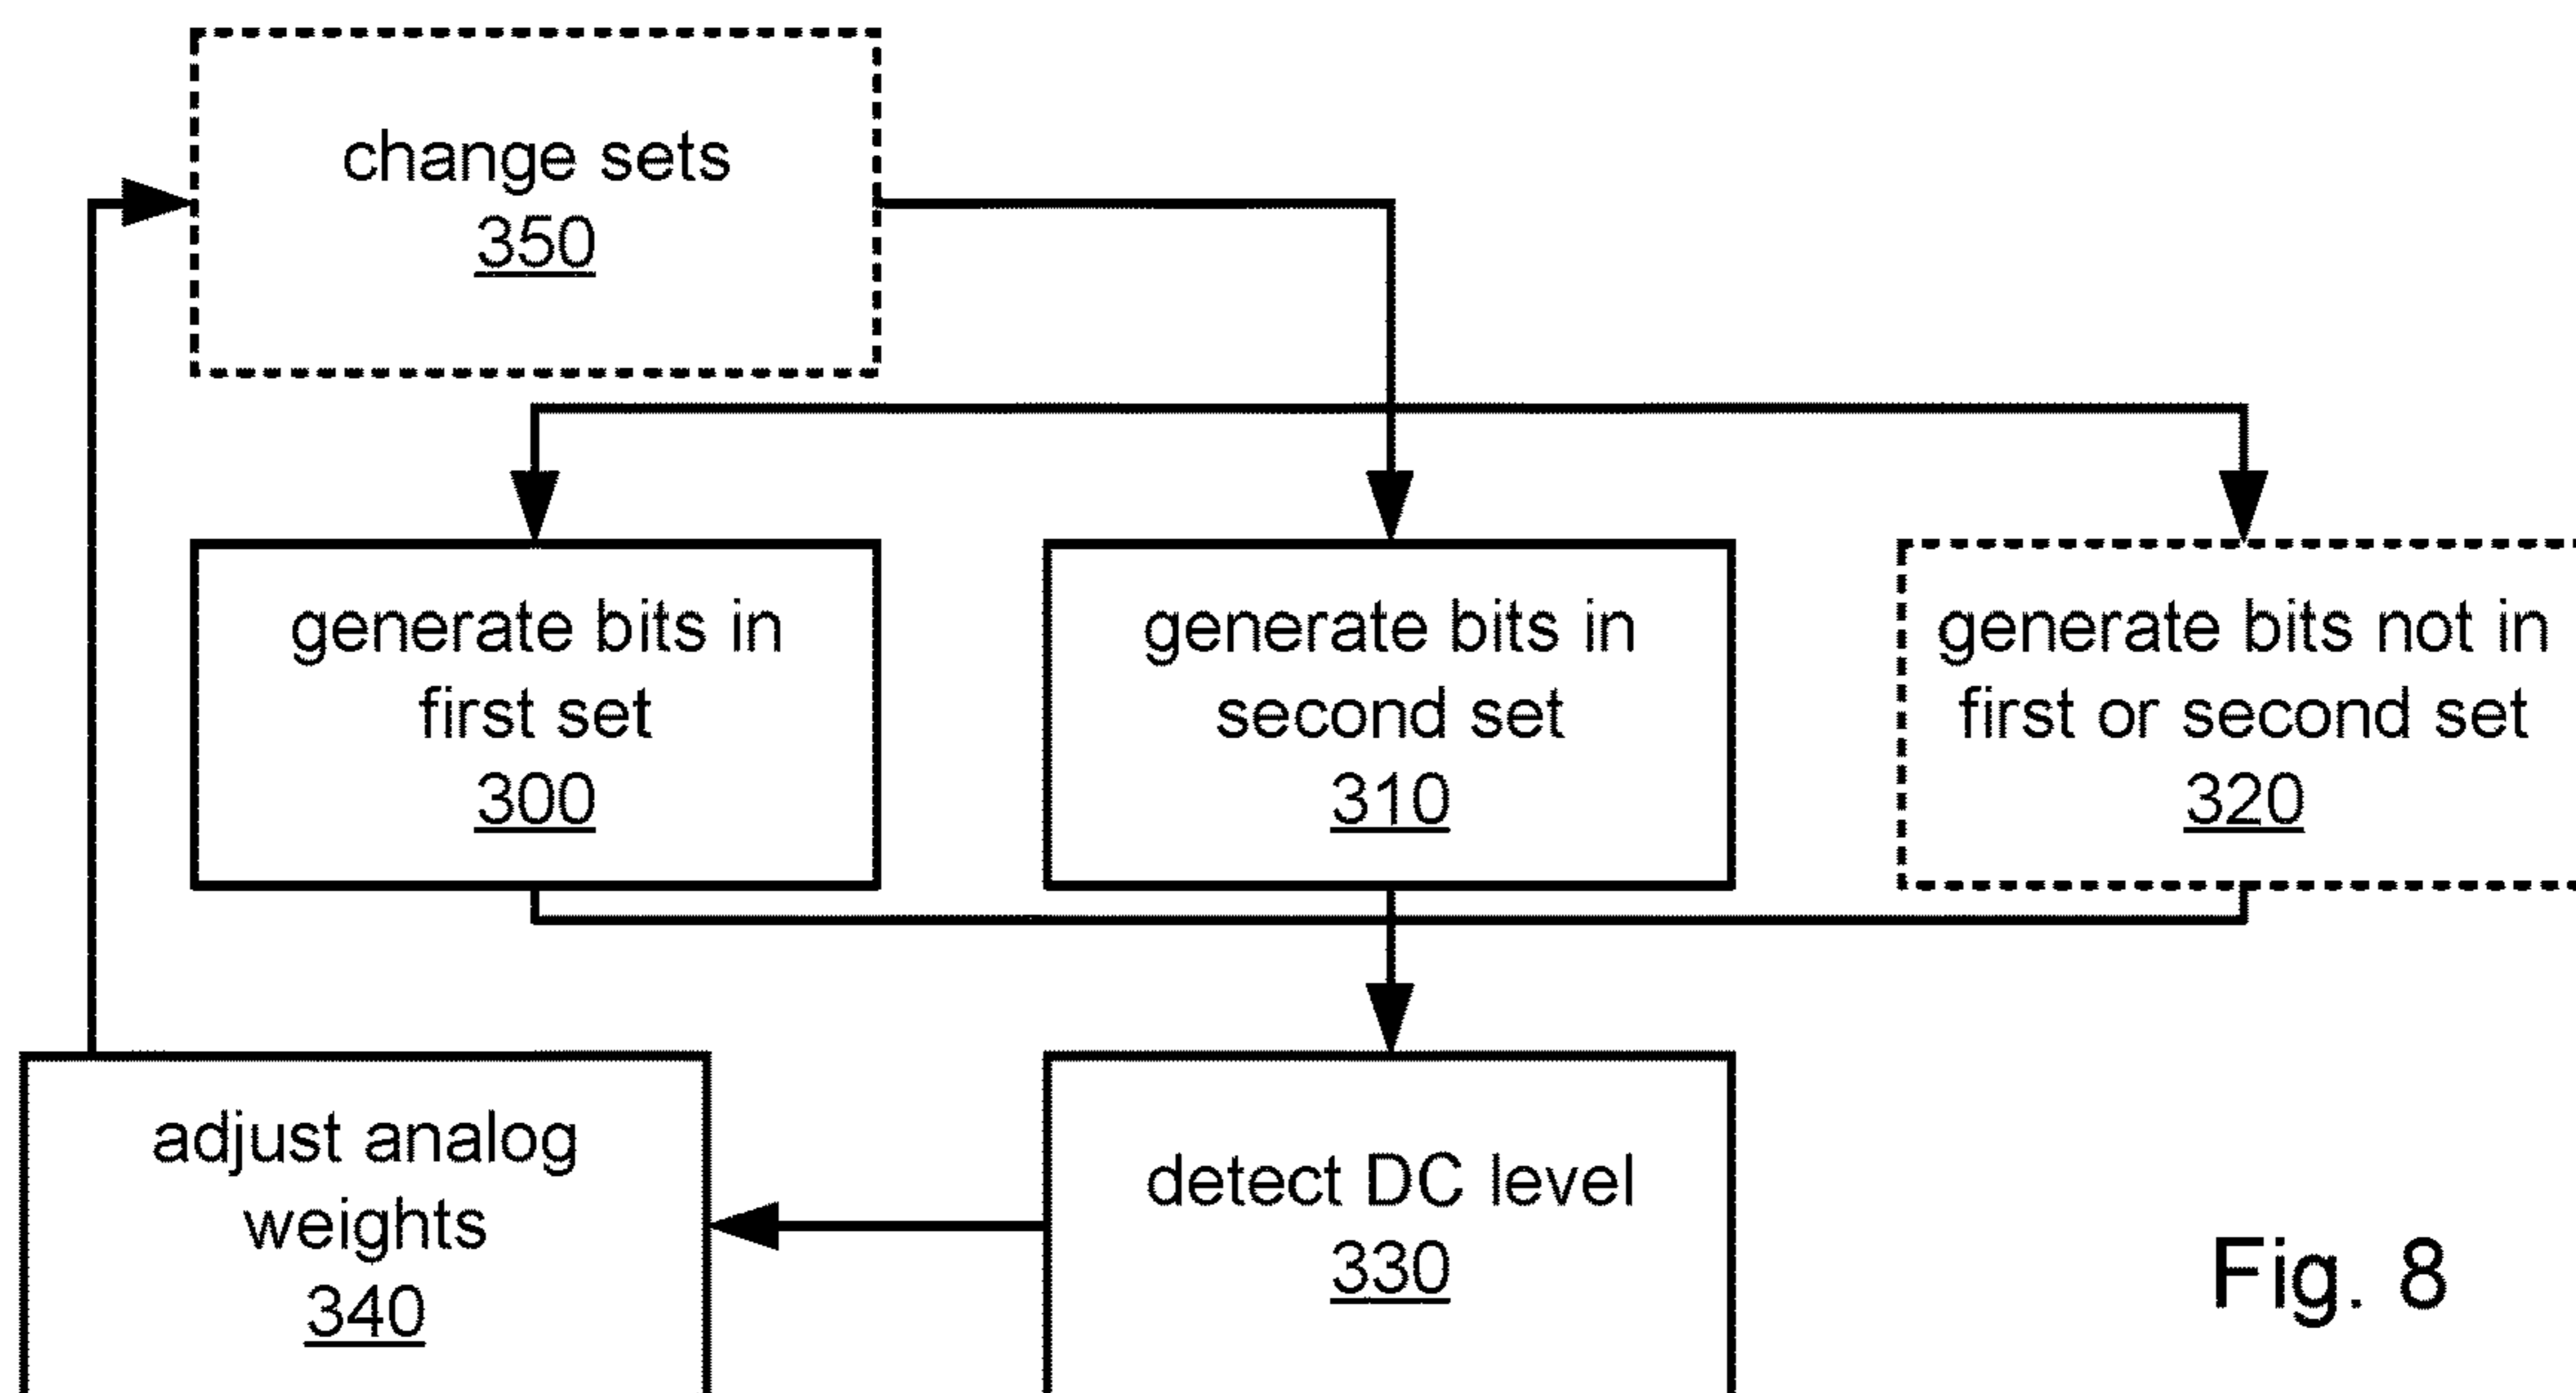 change sets
350
generate bits in
first set
300
generate bits in
second set
310
generate bits not in
first or second set
320
adjust analog
weights
340
detect DC level
330
Fig. 8